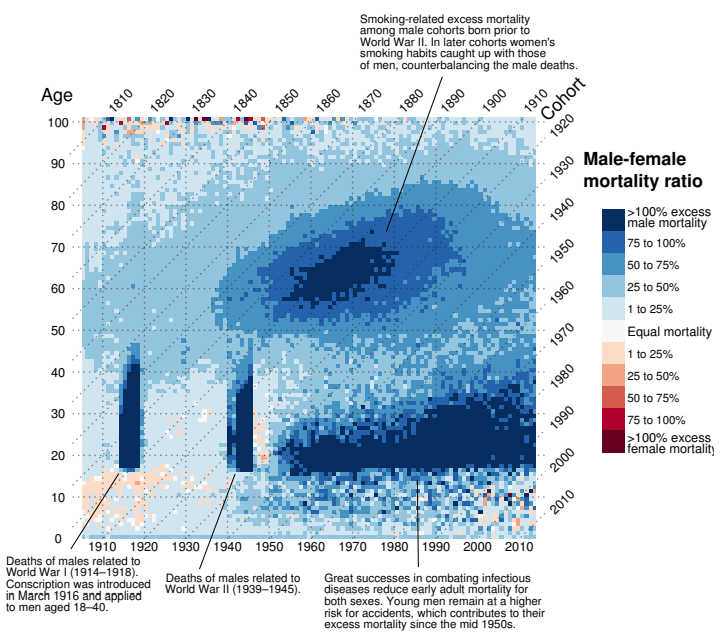 Smoking-related excess mortality
among male cohorts born prior to
World War II. In later cohorts women's
smoking habits caught up with those
of men, counterbalancing the male deaths.
Age
1810
1820
1830
1840
1850
1860
1870
1880
1890
1900
1910
Cohort
1920
1930
1940
1950
1960
1970
1980
1990
2000
2010
100
90
80
70
60
50
40
30
20
10
0
1910
1920
1930
1940
1950
1960
1970
1980
1990
2000
2010
Male-female
mortality ratio
>100% excess
male mortality
75 to 100%
50 to 75%
25 to 50%
1 to 25%
Equal mortality
1 to 25%
25 to 50%
50 to 75%
75 to 100%
>100% excess
female mortality
Deaths of males related to
World War I (1914–1918).
Conscription was introduced
in March 1916 and applied
to men aged 18–40.
Deaths of males related to
World War II (1939–1945).
Great successes in combating infectious
diseases reduce early adult mortality for
both sexes. Young men remain at a higher
risk for accidents, which contributes to their
excess mortality since the mid 1950s.